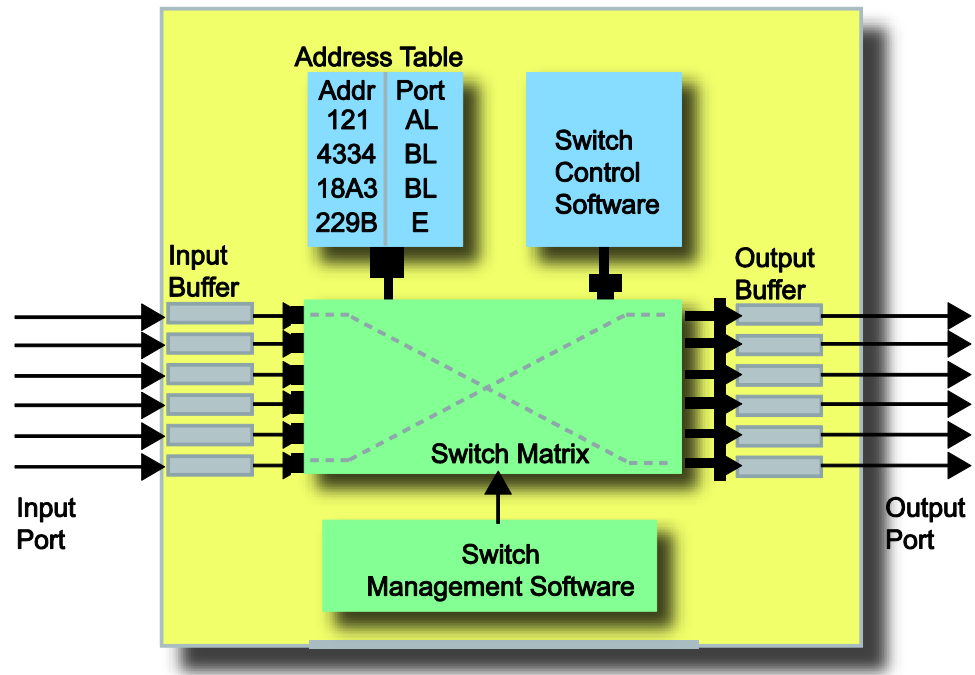 Address Table
Addr Port
121 AL
4334 BL
18A3 BL
229B E
Switch
Control
Software
Input
Buffer
Output
Buffer
Switch Matrix
Input
Port
Output
Port
Switch
Management Software